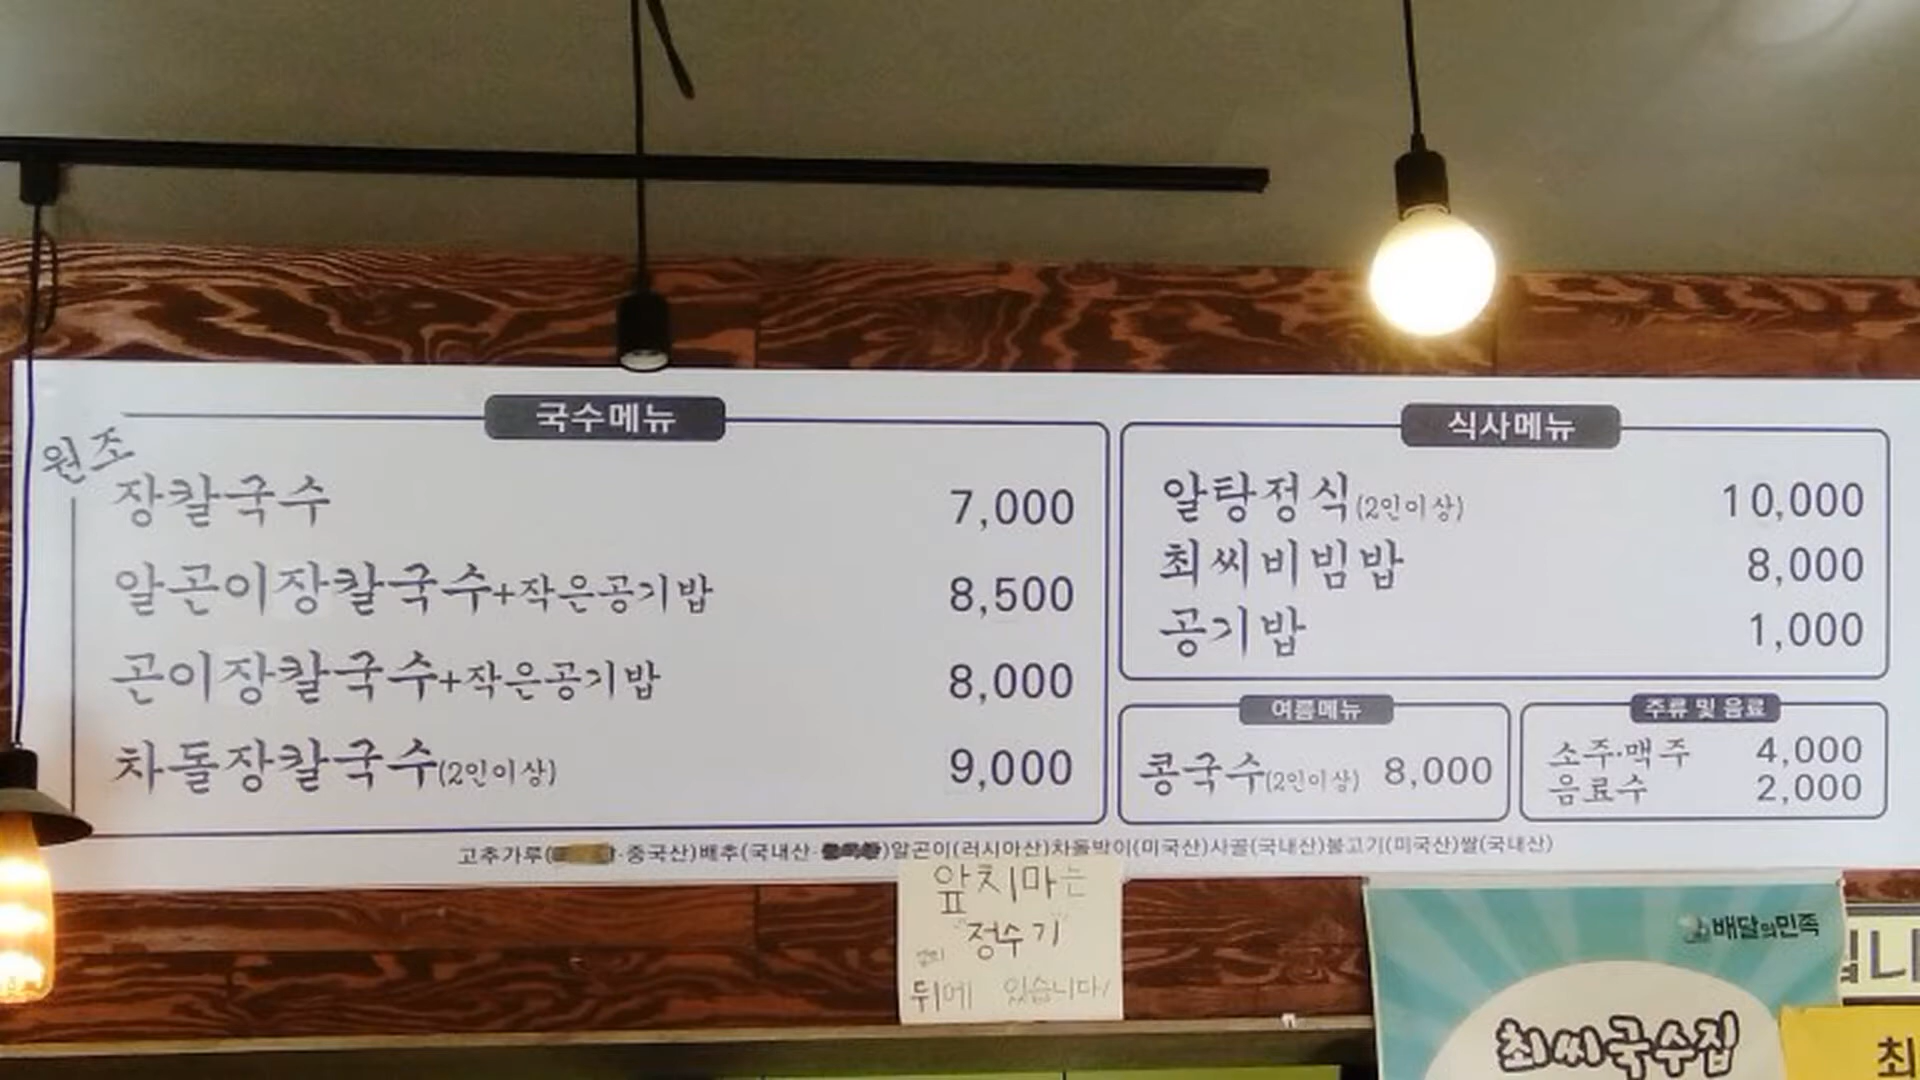 국수메뉴
원조
장칼국수 7,000
알곤이장칼국수+작은공기밥 8,500
곤이장칼국수+작은공기밥 8,000
차돌장칼국수(2인이상) 9,000
식사메뉴
알탕정식(2인이상) 10,000
최씨비빔밥 8,000
공기밥 1,000
여름메뉴
콩국수(2인이상) 8,000
주류 및 음료
소주·맥주 4,000
음료수 2,000
고추가루( ·중국산)배추(국내산· )알곤이(러시아산)차돌박이(미국산)사골(국내산)불고기(미국산)쌀(국내산)
앞치마는
"정수기"
뒤에 있습니다!
배달의민족
최씨국수집
니
최